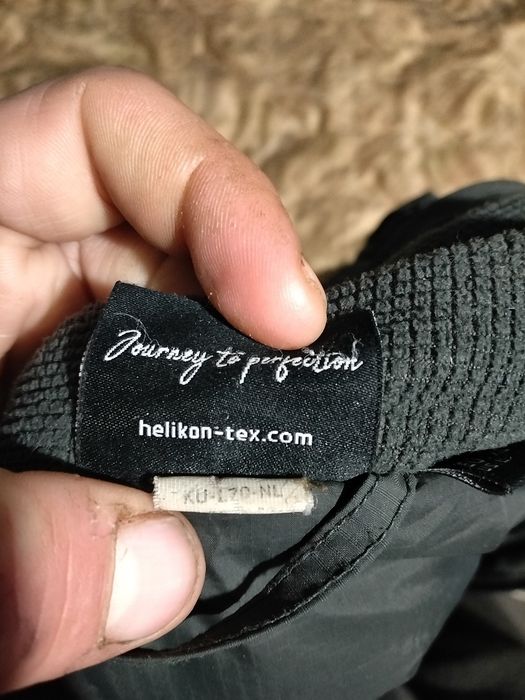 Journey to perfection
helikon-tex.com
KU-L70-NL